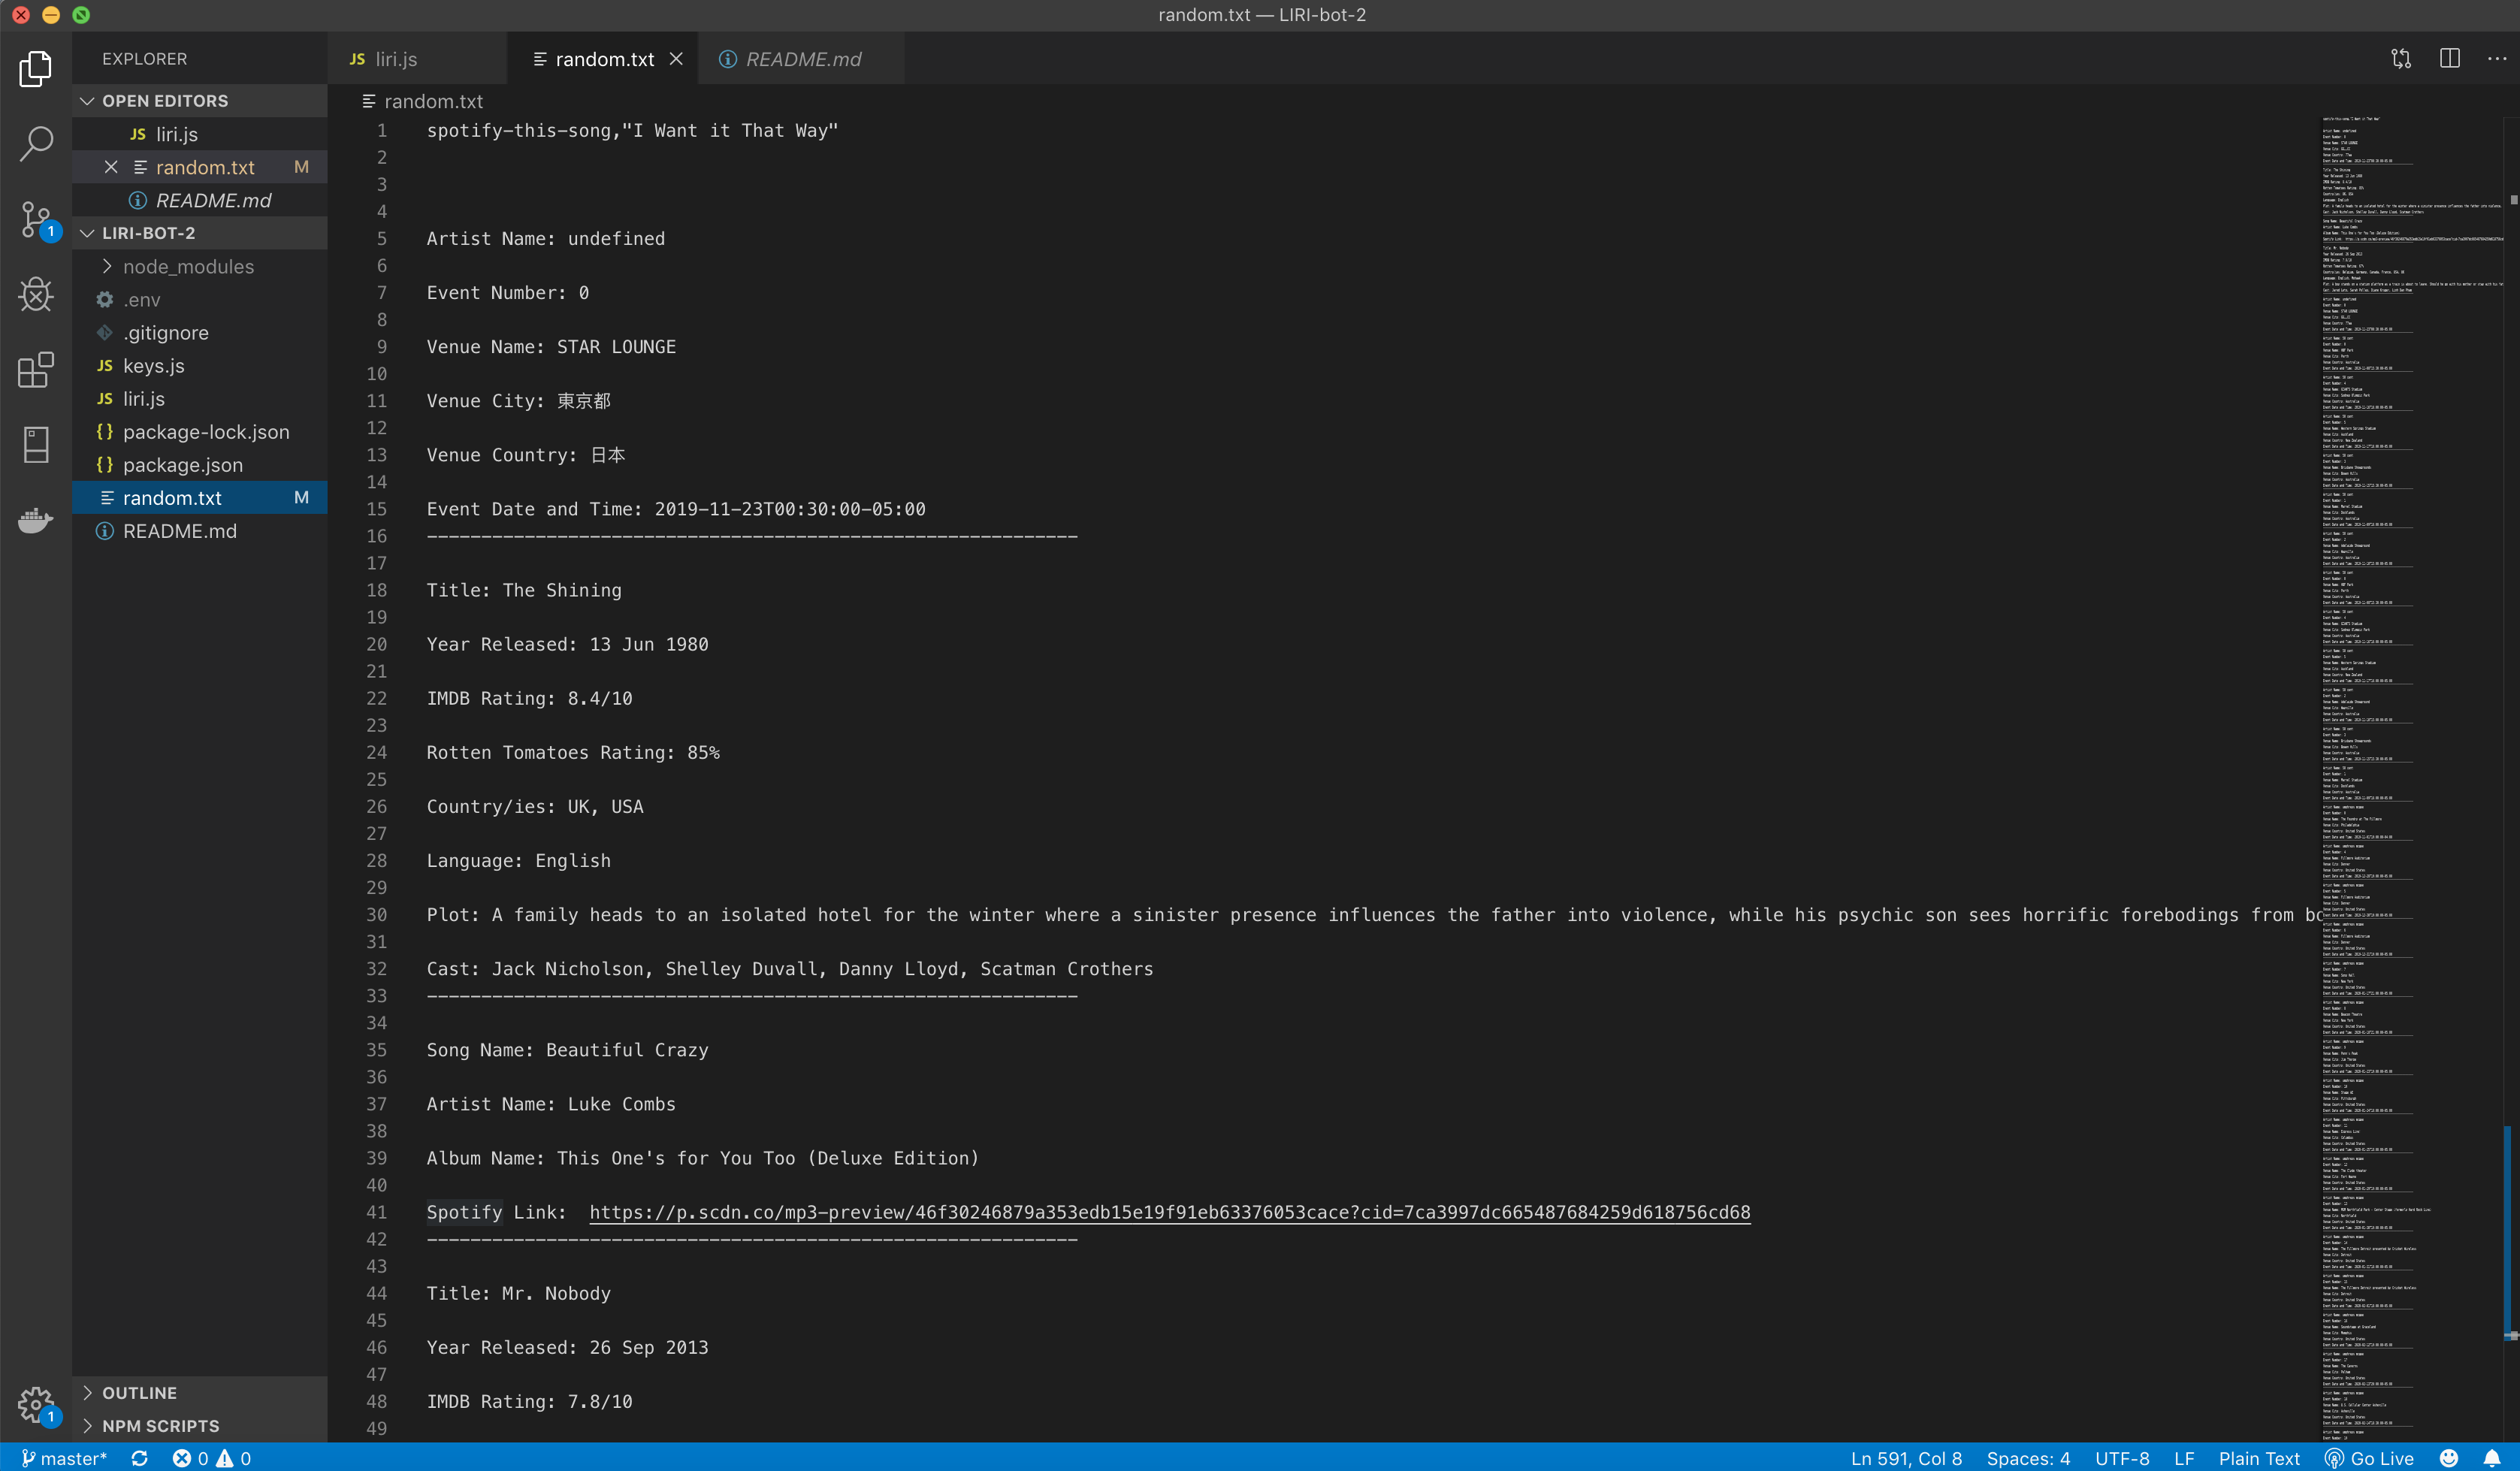 random.txt — LIRI-bot-2
EXPLORER
OPEN EDITORS
JS liri.js
random.txt M
README.md
1
LIRI-BOT-2
node_modules
.env
.gitignore
JS keys.js
JS liri.js
{} package-lock.json
{} package.json
random.txt M
README.md
OUTLINE
NPM SCRIPTS
1
JS liri.js
random.txt
README.md
random.txt
1 spotify-this-song,"I Want it That Way"
2
3
4
5 Artist Name: undefined
6
7 Event Number: 0
8
9 Venue Name: STAR LOUNGE
10
11 Venue City: 東京都
12
13 Venue Country: 日本
14
15 Event Date and Time: 2019-11-23T00:30:00-05:00
16 ------------------------------------------------------------
17
18 Title: The Shining
19
20 Year Released: 13 Jun 1980
21
22 IMDB Rating: 8.4/10
23
24 Rotten Tomatoes Rating: 85%
25
26 Country/ies: UK, USA
27
28 Language: English
29
30 Plot: A family heads to an isolated hotel for the winter where a sinister presence influences the father into violence, while his psychic son sees horrific forebodings from
31
32 Cast: Jack Nicholson, Shelley Duvall, Danny Lloyd, Scatman Crothers
33 ------------------------------------------------------------
34
35 Song Name: Beautiful Crazy
36
37 Artist Name: Luke Combs
38
39 Album Name: This One's for You Too (Deluxe Edition)
40
41 Spotify Link: https://p.scdn.co/mp3-preview/46f30246879a353edb15e19f91eb63376053cace?cid=7ca3997dc665487684259d618756cd68
42 ------------------------------------------------------------
43
44 Title: Mr. Nobody
45
46 Year Released: 26 Sep 2013
47
48 IMDB Rating: 7.8/10
49
master* 0 0 Ln 591, Col 8 Spaces: 4 UTF-8 LF Plain Text Go Live